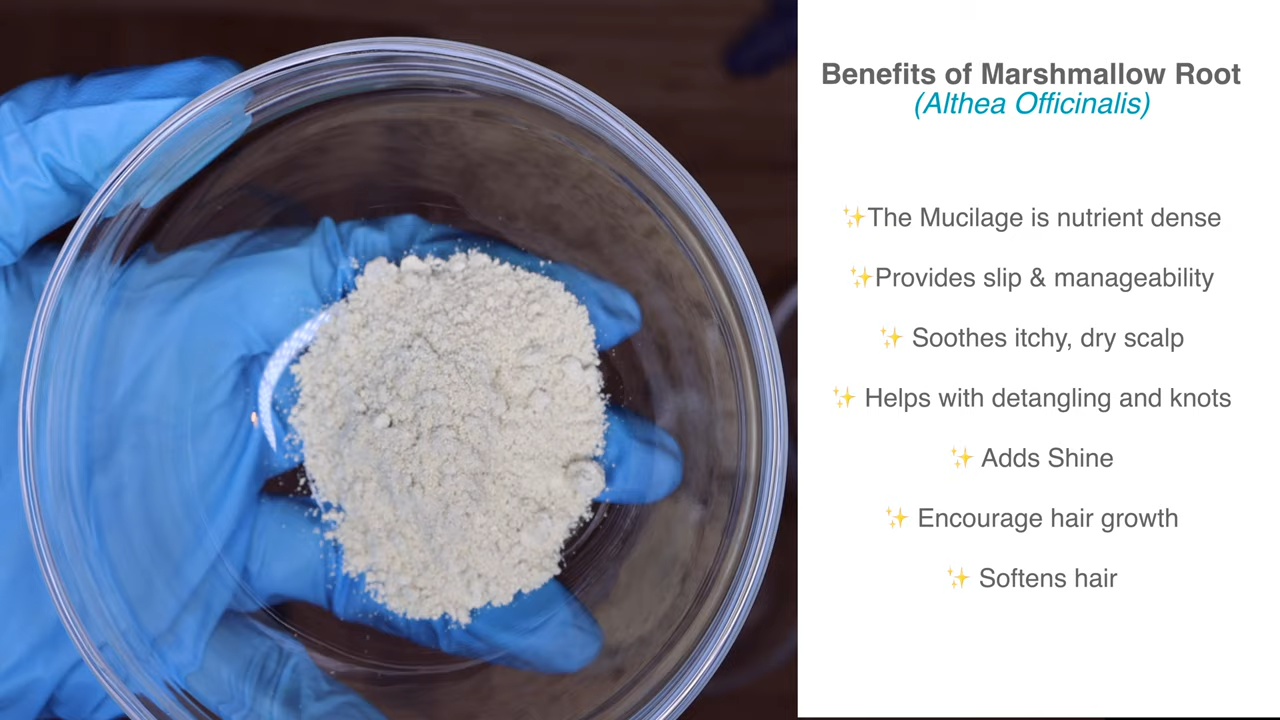 Benefits of Marshmallow Root
(Althea Officinalis)
✨The Mucilage is nutrient dense
✨Provides slip & manageability
✨ Soothes itchy, dry scalp
✨ Helps with detangling and knots
✨ Adds Shine
✨ Encourage hair growth
✨ Softens hair